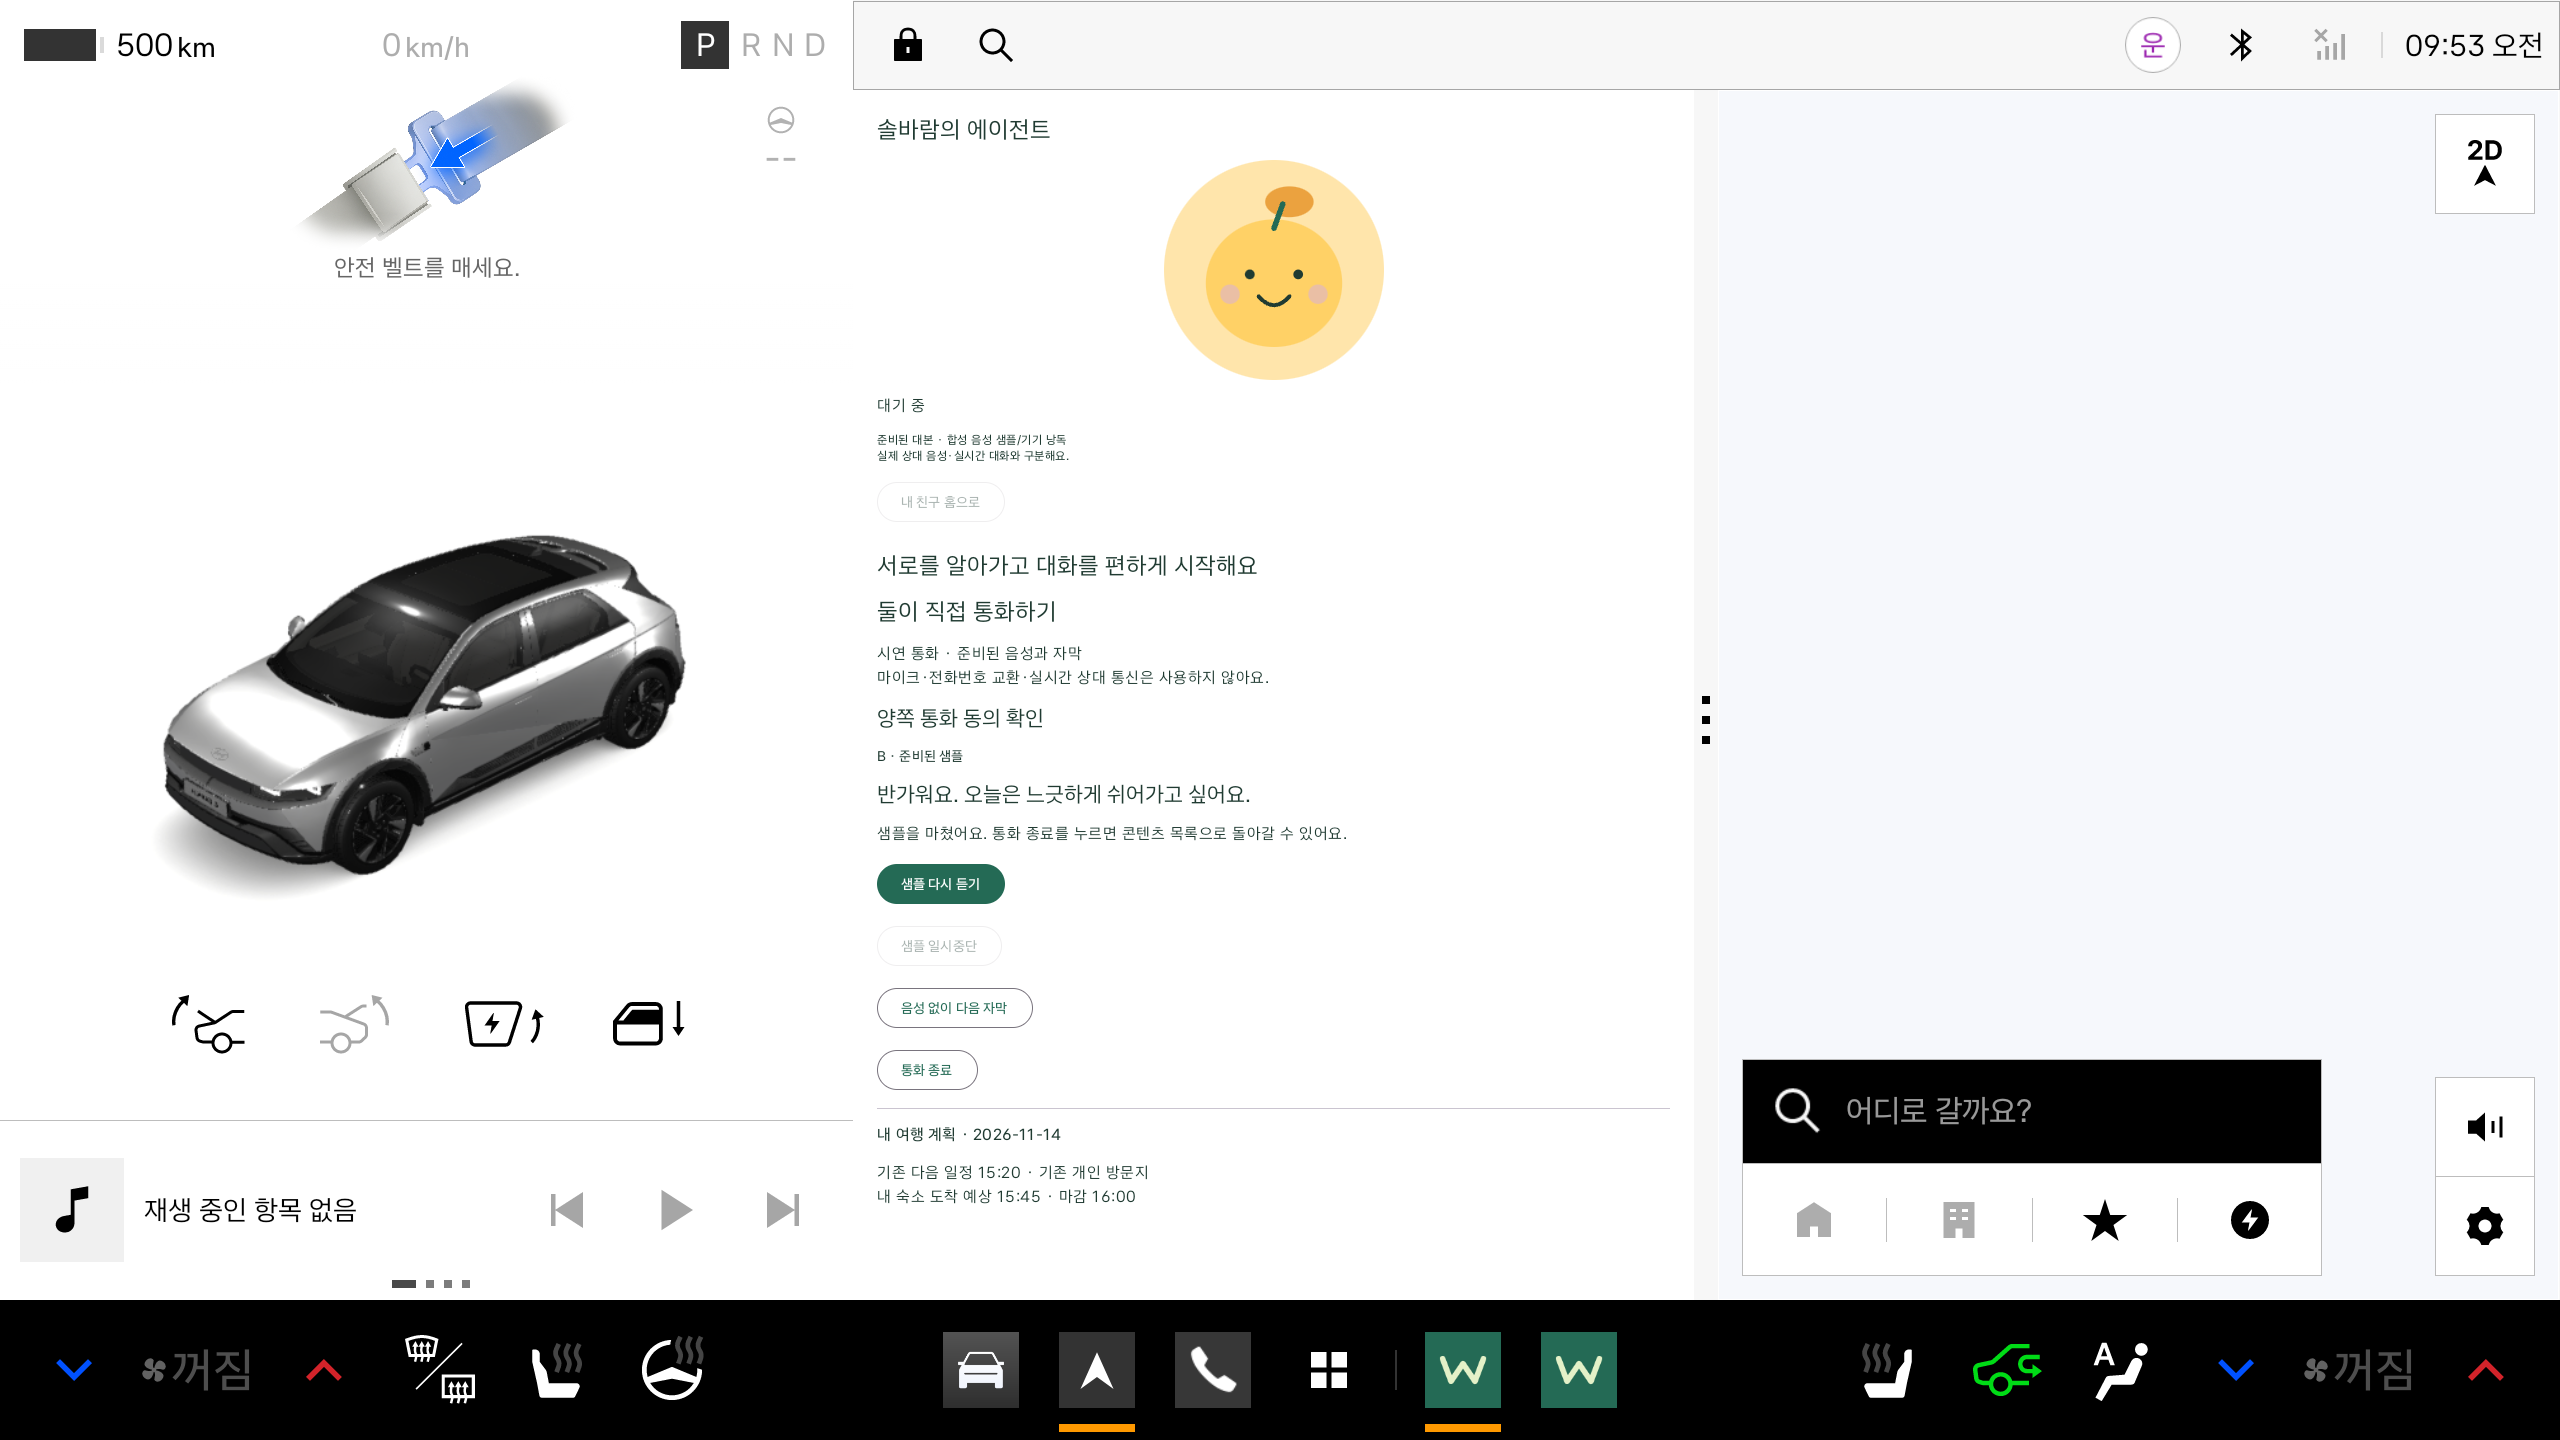 500 km
0 km/h
P R N D
운
09:53 오전
안전 벨트를 매세요.
재생 중인 항목 없음
솔바람의 에이전트
대기 중
준비된 대본 · 합성 음성 샘플/기기 낭독
실제 상대 음성·실시간 대화와 구분해요.
내 친구 홈으로
서로를 알아가고 대화를 편하게 시작해요
둘이 직접 통화하기
시연 통화 · 준비된 음성과 자막
마이크·전화번호 교환·실시간 상대 통신은 사용하지 않아요.
양쪽 통화 동의 확인
B · 준비된 샘플
반가워요. 오늘은 느긋하게 쉬어가고 싶어요.
샘플을 마쳤어요. 통화 종료를 누르면 콘텐츠 목록으로 돌아갈 수 있어요.
샘플 다시 듣기
샘플 일시중단
음성 없이 다음 자막
통화 종료
내 여행 계획 · 2026-11-14
기존 다음 일정 15:20 · 기존 개인 방문지
내 숙소 도착 예상 15:45 · 마감 16:00
2D
어디로 갈까요?
꺼짐
W
W
A
꺼짐